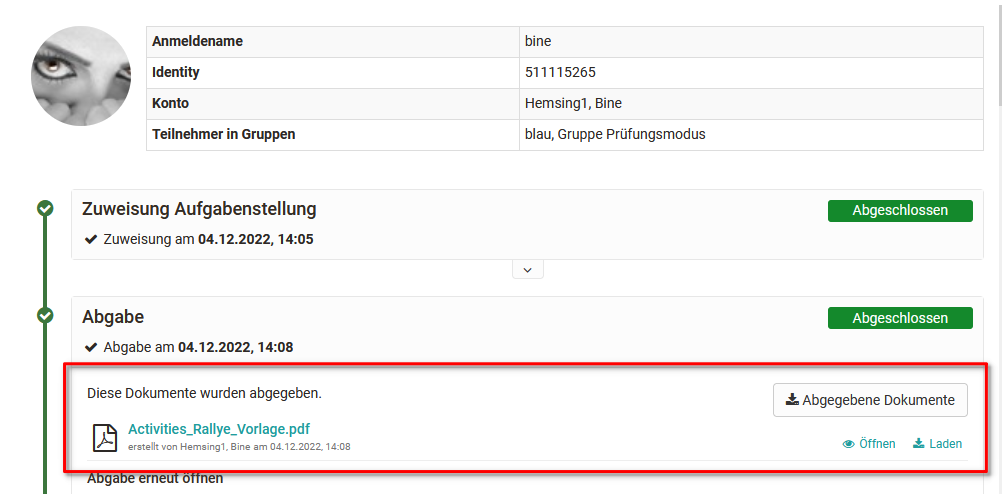 Anmeldename bine
Identity 511115265
Konto Hemsing1, Bine
Teilnehmer in Gruppen blau, Gruppe Prüfungsmodus
Zuweisung Aufgabenstellung Abgeschlossen
Zuweisung am 04.12.2022, 14:05
Abgabe Abgeschlossen
Abgabe am 04.12.2022, 14:08
Diese Dokumente wurden abgegeben. Abgegebene Dokumente
Activities_Rallye_Vorlage.pdf
erstellt von Hemsing1, Bine am 04.12.2022, 14:08 Öffnen Laden
Abgabe erneut öffnen